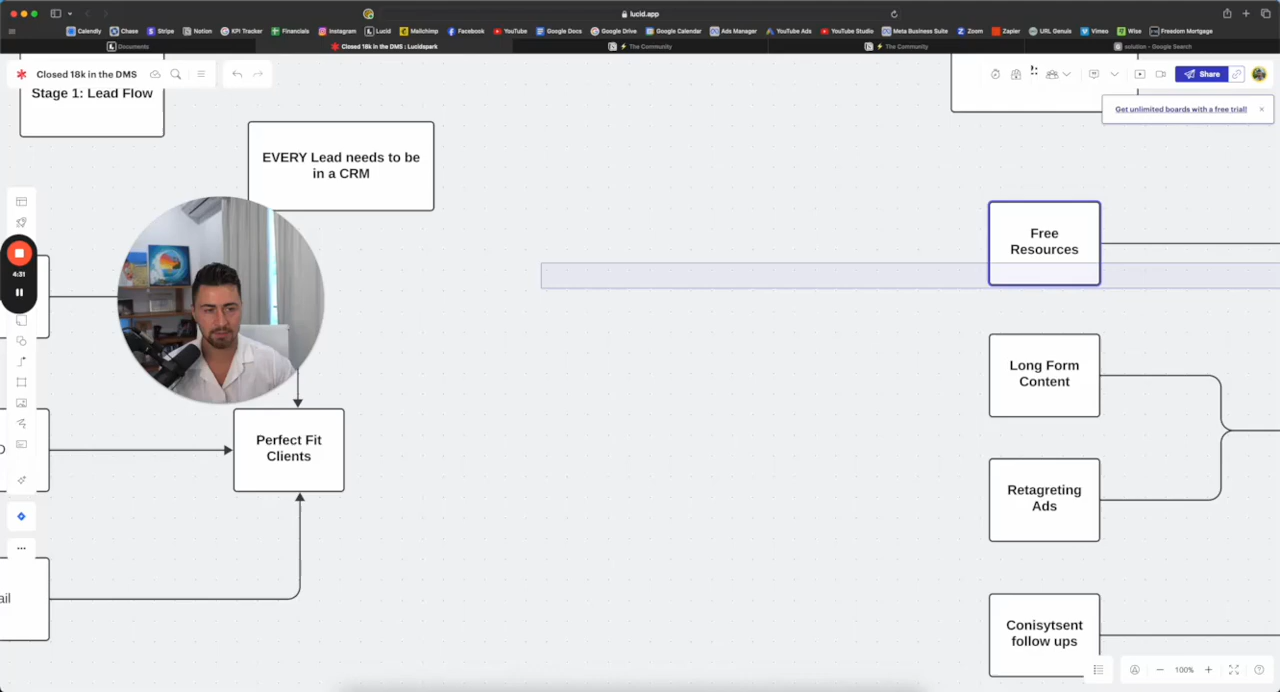 lucid.app
Calendly
Chase
Stripe
Notion
KPI Tracker
Financials
Instagram
Lucid
Mailchimp
Facebook
YouTube
Google Docs
Google Drive
Google Calendar
Ads Manager
YouTube Ads
YouTube Studio
Meta Business Suite
Zoom
Zapier
URL Genuis
Vimeo
Wise
Freedom Mortgage
Documents
Closed 18k in the DMS : Lucidspark
The Community
The Community
solution - Google Search
Closed 18k in the DMS
Share
Get unlimited boards with a free trial!
Stage 1: Lead Flow
EVERY Lead needs to be
in a CRM
Free
Resources
4:31
Long Form
Content
Perfect Fit
Clients
Retagreting
Ads
ail
Conisytsent
follow ups
100%